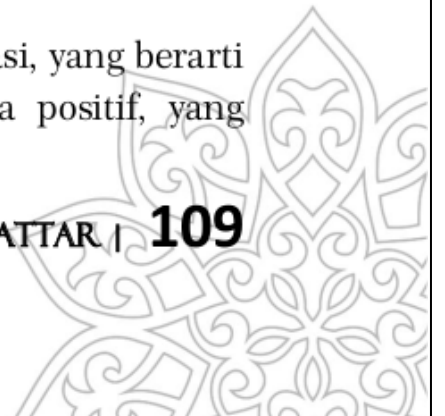 si, yang berarti
a positif, yang
ATTAR | 109